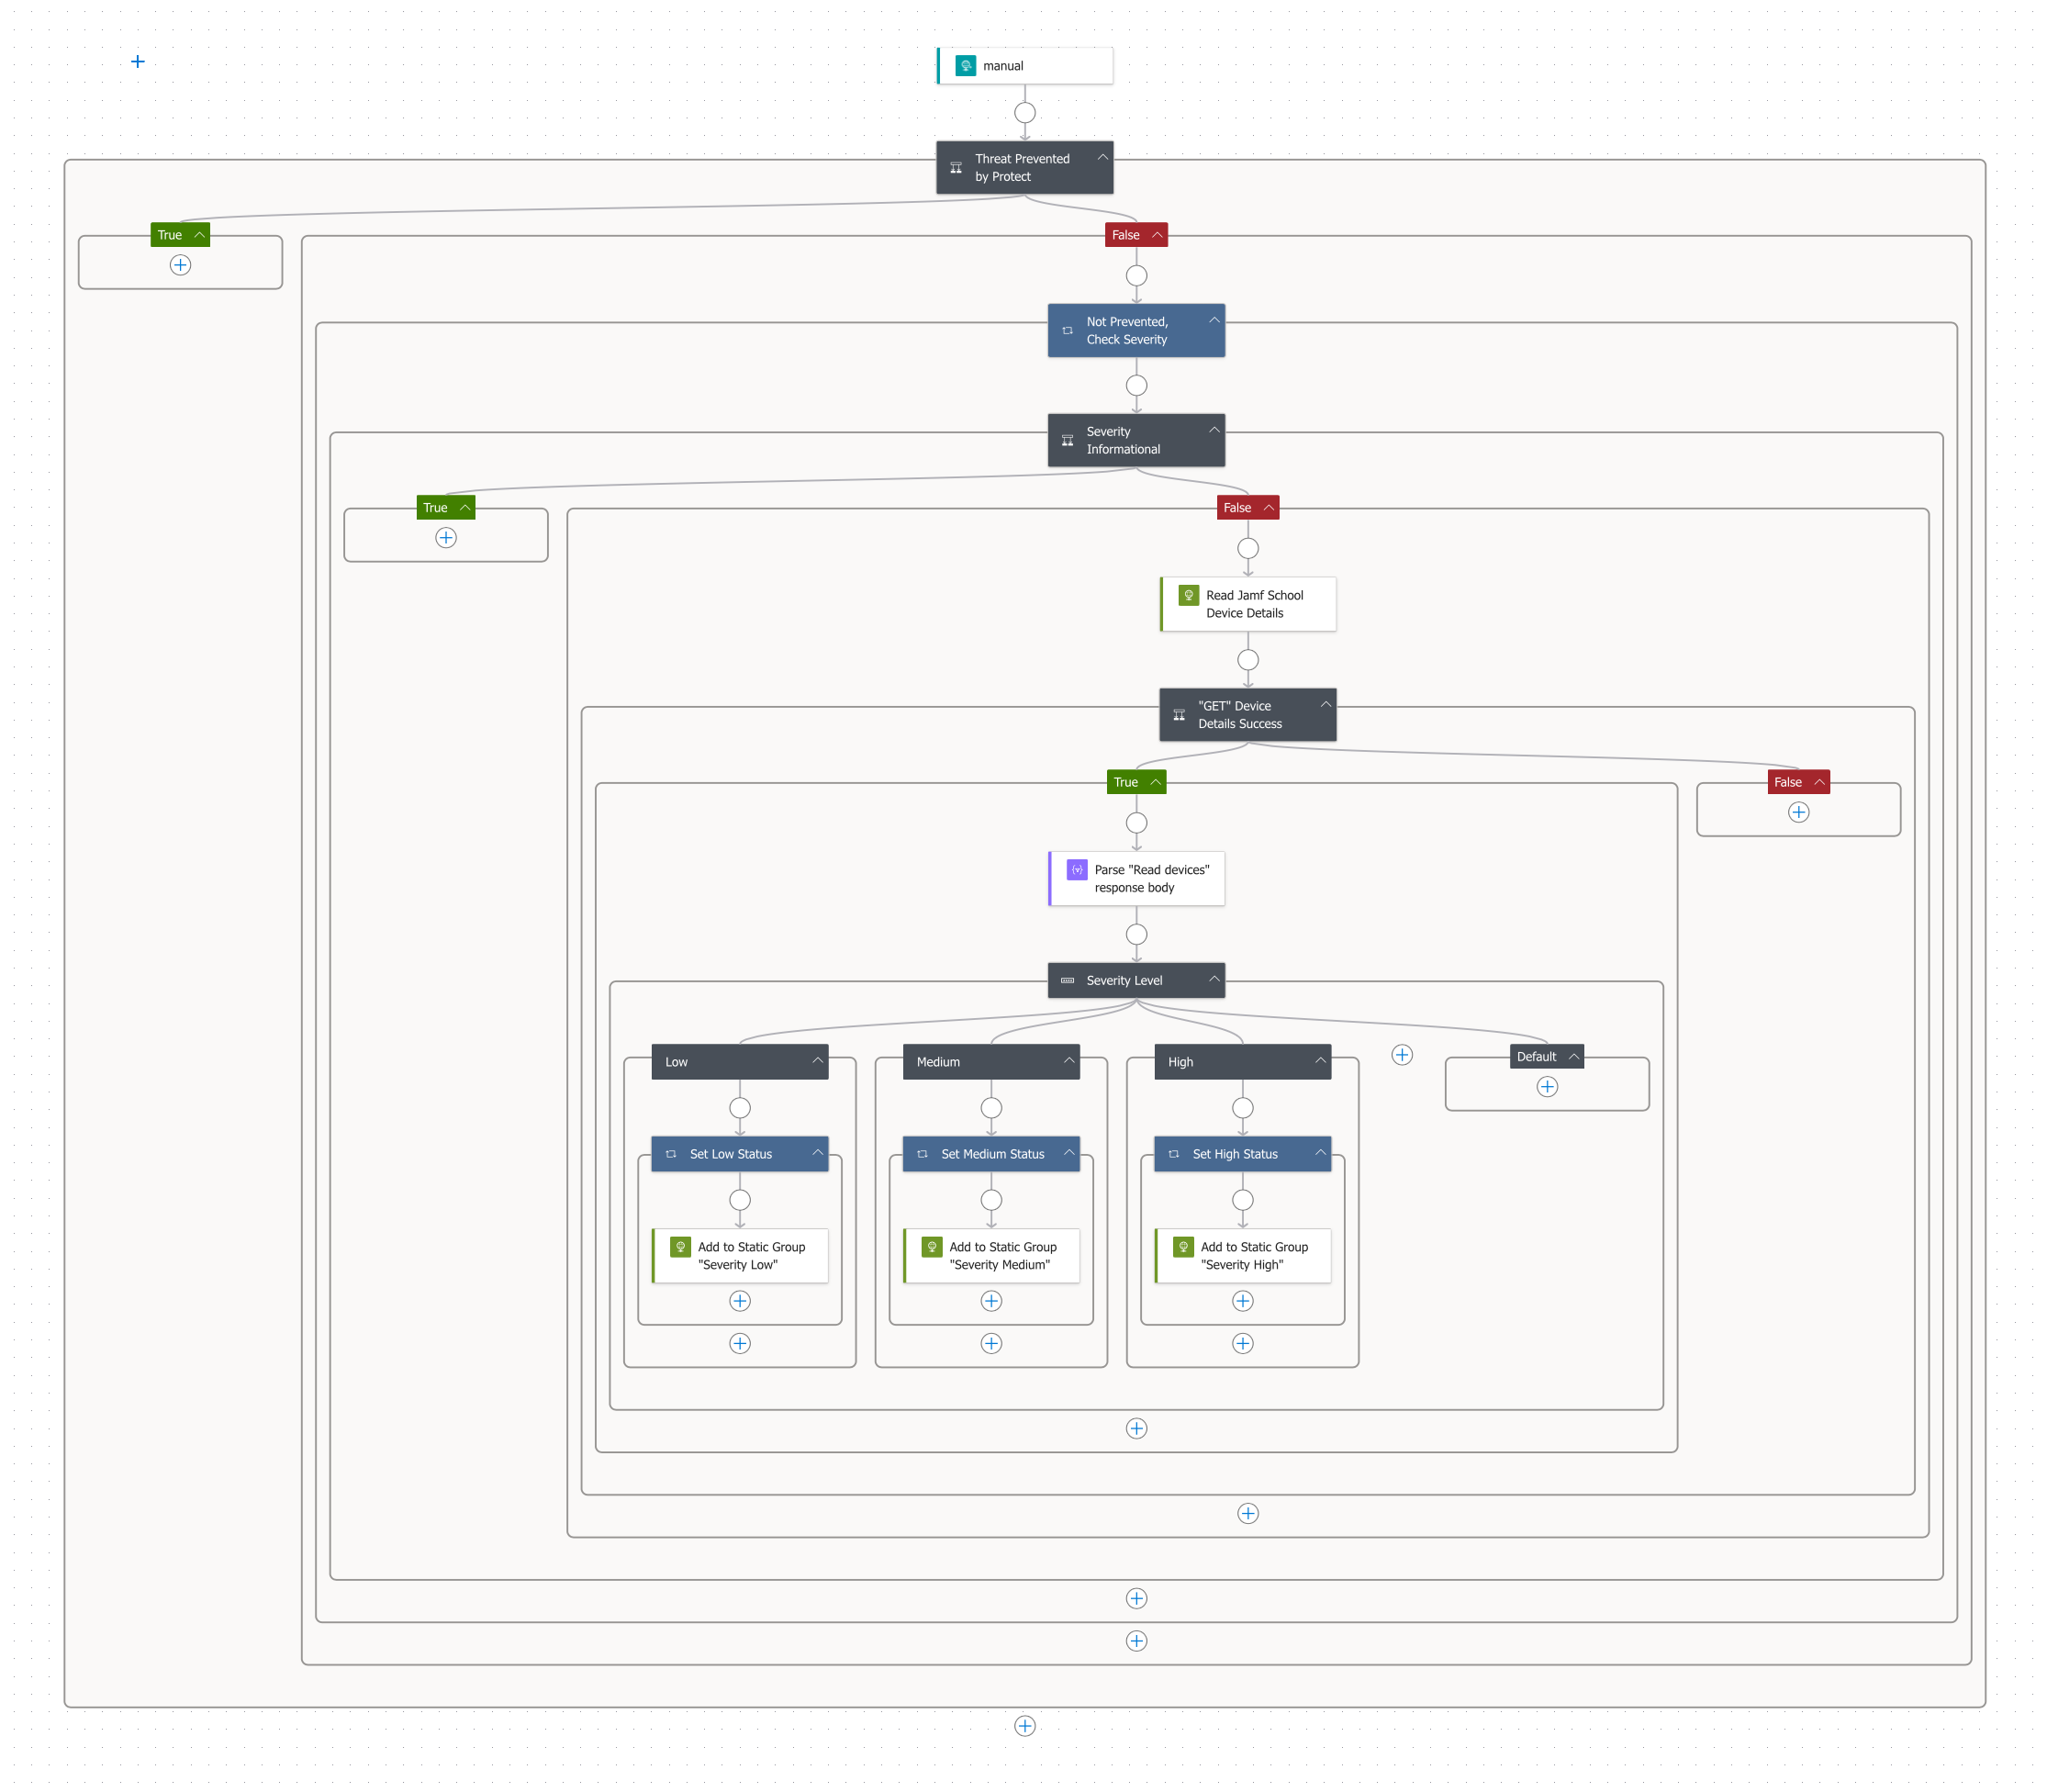 manual
Threat Prevented
by Protect
True
False
Not Prevented,
Check Severity
Severity
Informational
True
False
Read Jamf School
Device Details
"GET" Device
Details Success
True
False
Parse "Read devices"
response body
Severity Level
Low
Medium
High
Default
Set Low Status
Set Medium Status
Set High Status
Add to Static Group
"Severity Low"
Add to Static Group
"Severity Medium"
Add to Static Group
"Severity High"